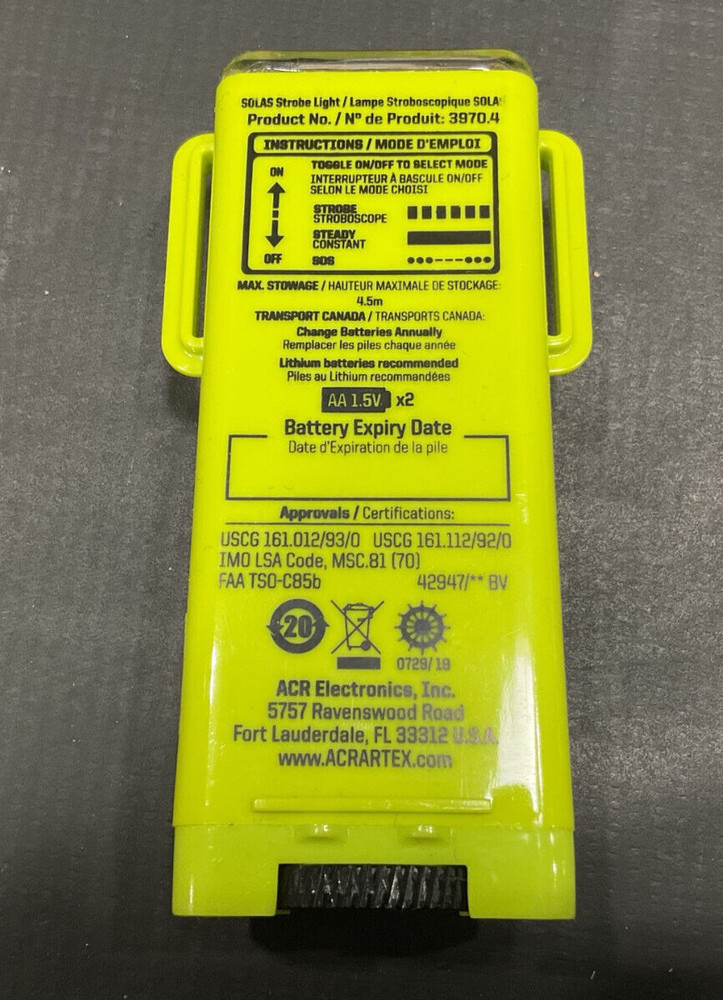 SOLAS Strobe Light / Lampe Stroboscopique SOLAS
Product No. / Nº de Produit: 3970.4
INSTRUCTIONS / MODE D'EMPLOI
ON
OFF
TOGGLE ON/OFF TO SELECT MODE
INTERRUPTEUR À BASCULE ON/OFF
SELON LE MODE CHOISI
STROBE
STROBOSCOPE
STEADY
CONSTANT
SOS
MAX. STOWAGE / HAUTEUR MAXIMALE DE STOCKAGE:
4.5m
TRANSPORT CANADA / TRANSPORTS CANADA:
Change Batteries Annually
Remplacer les piles chaque année
Lithium batteries recommended
Piles au Lithium recommandées
AA 1.5V x2
Battery Expiry Date
Date d'Expiration de la pile
Approvals / Certifications:
USCG 161.012/93/0 USCG 161.112/92/0
IMO LSA Code, MSC.81 (70)
FAA TSO-C85b 42947/** BV
20
0729/19
ACR Electronics, Inc.
5757 Ravenswood Road
Fort Lauderdale, FL 33312 U.S.A.
www.ACRARTEX.com